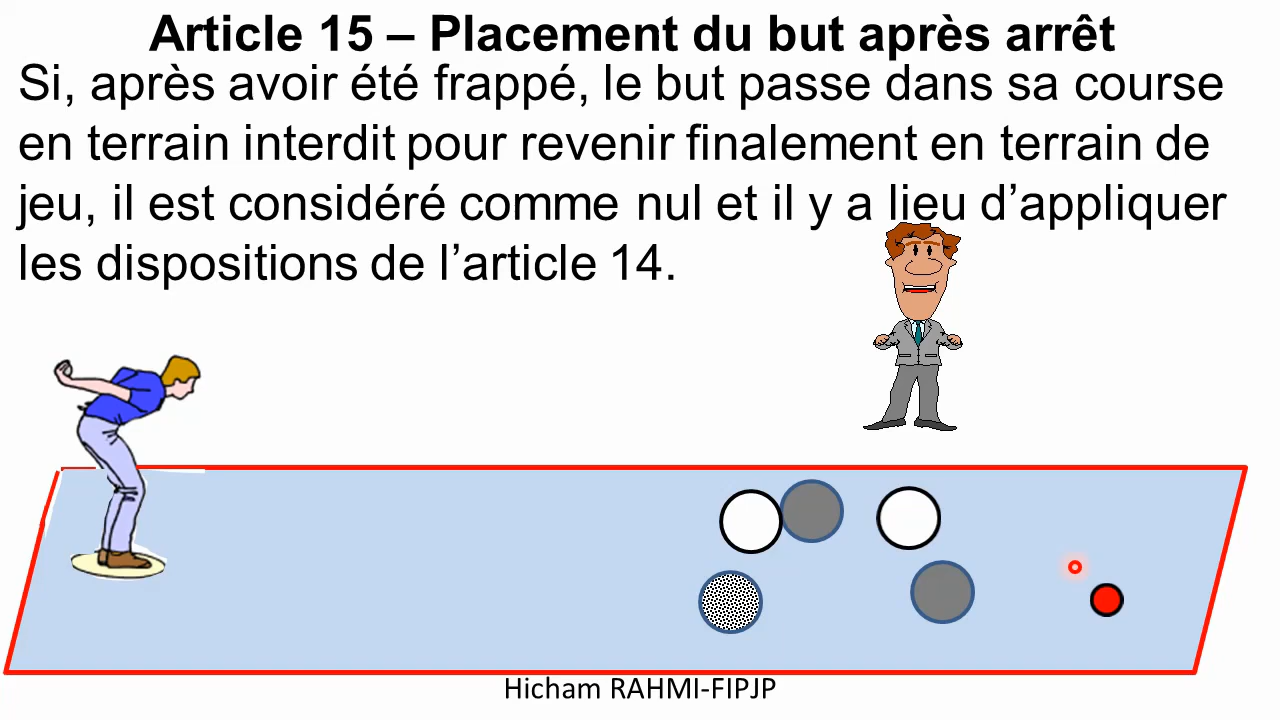 Article 15 – Placement du but après arrêt
Si, après avoir été frappé, le but passe dans sa course
en terrain interdit pour revenir finalement en terrain de
jeu, il est considéré comme nul et il y a lieu d’appliquer
les dispositions de l’article 14.
Hicham RAHMI-FIPJP